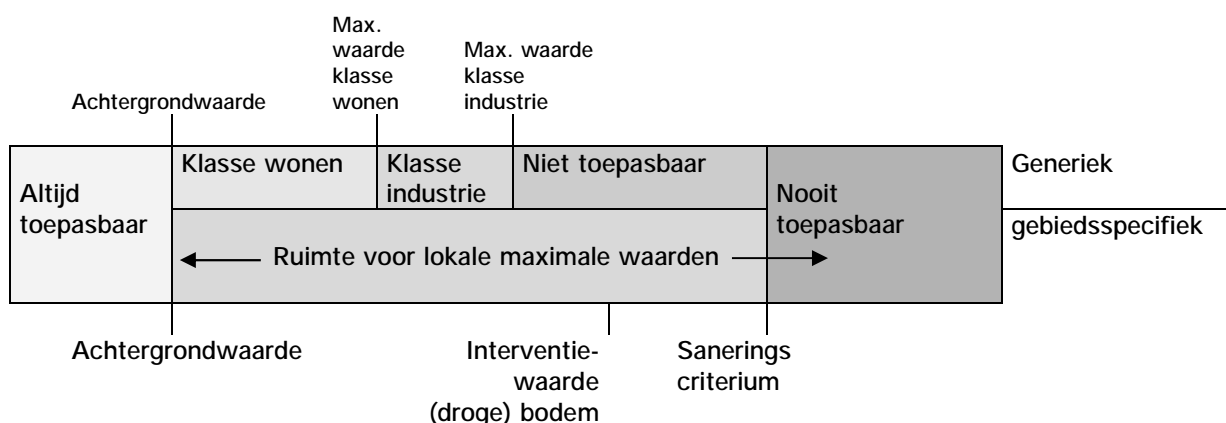 Max.
waarde
klasse
wonen
Max. waarde
klasse
industrie
Achtergrondwaarde
Altijd
toepasbaar
Klasse wonen
Klasse
industrie
Niet toepasbaar
Nooit
toepasbaar
Generiek
gebiedsspecifiek
Ruimte voor lokale maximale waarden
Achtergrondwaarde
Interventie-
waarde
(droge) bodem
Sanerings
criterium